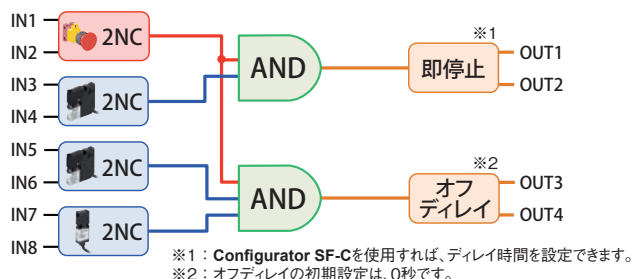 IN1
IN2
2NC
IN3
IN4
2NC
IN5
IN6
2NC
IN7
IN8
2NC
AND
AND
※1
即停止
OUT1
OUT2
※2
オフ
ディレイ
OUT3
OUT4
※1：Configurator SF-Cを使用すれば、ディレイ時間を設定できます。
※2：オフディレイの初期設定は、0秒です。